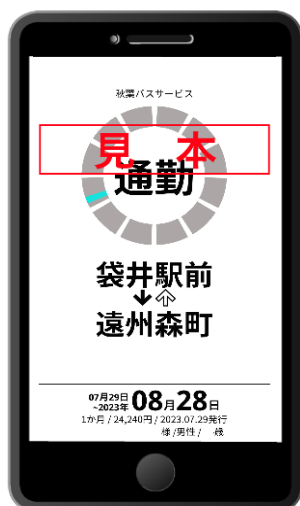 秋葉バスサービス
見 本
通勤
袋井駅前
↓⇧
遠州森町
07月29日
~2023年 08月28日
1か月 / 24,240円 / 2023.07.29発行
様 /男性 / 歳